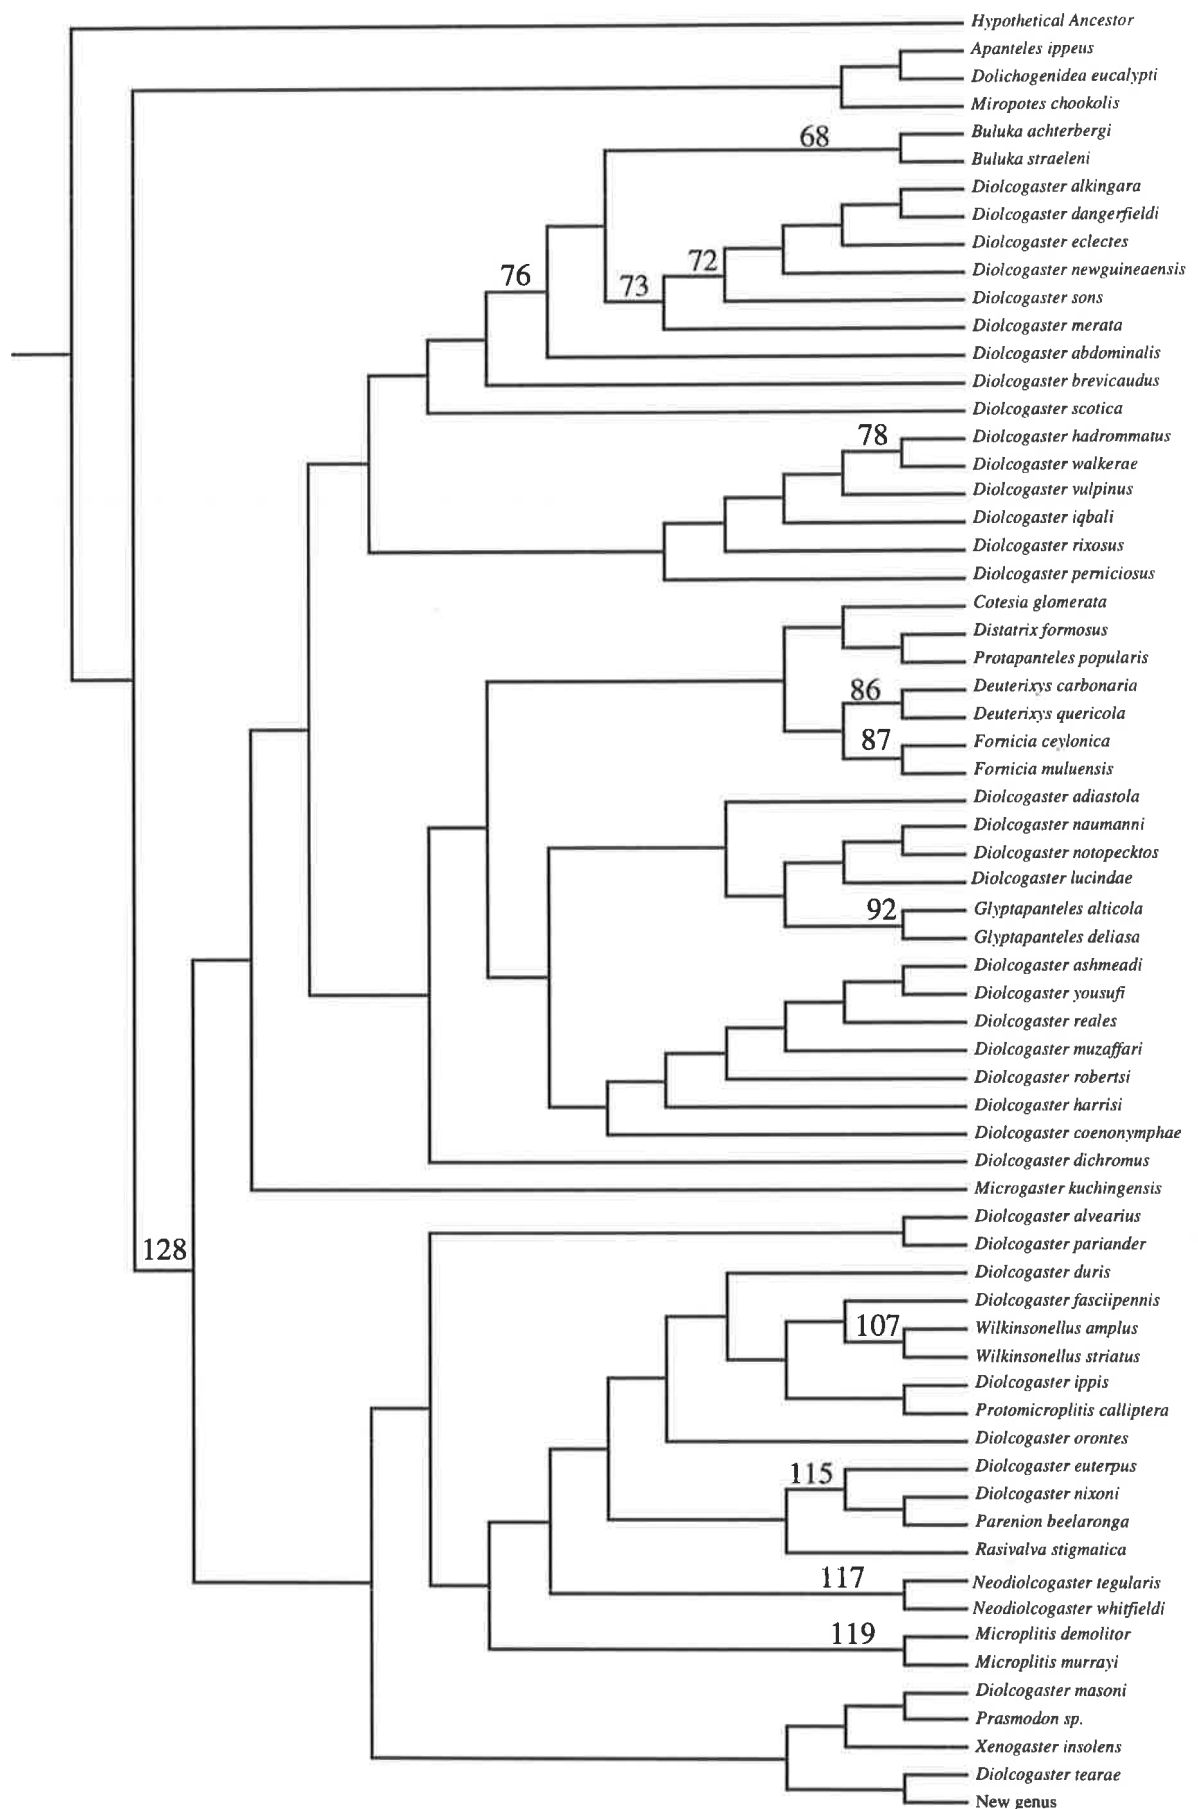 Hypothetical Ancestor
Apanteles ippeus
Dolichogenidea eucalypti
Miropotes chookolis
Buluka achterbergi
68
Buluka straeleni
Diolcogaster alkingara
Diolcogaster dangerfieldi
Diolcogaster eclectes
72
Diolcogaster newguineaensis
76
73
Diolcogaster sons
Diolcogaster merata
Diolcogaster abdominalis
Diolcogaster brevicaudus
Diolcogaster scotica
78
Diolcogaster hadrommatus
Diolcogaster walkerae
Diolcogaster vulpinus
Diolcogaster iqbali
Diolcogaster rixosus
Diolcogaster perniciosus
Cotesia glomerata
Distatrix formosus
Protapanteles popularis
86
Deuterixys carbonaria
Deuterixys quericola
87
Fornicia ceylonica
Fornicia muluensis
Diolcogaster adiastola
Diolcogaster naumanni
Diolcogaster notopecktos
Diolcogaster lucindae
92
Glyptapanteles alticola
Glyptapanteles deliasa
Diolcogaster ashmeadi
Diolcogaster yousufi
Diolcogaster reales
Diolcogaster muzaffari
Diolcogaster robertsi
Diolcogaster harrisi
Diolcogaster coenonymphae
Diolcogaster dichromus
Microgaster kuchingensis
Diolcogaster alvearius
128
Diolcogaster pariander
Diolcogaster duris
Diolcogaster fasciipennis
107
Wilkinsonellus amplus
Wilkinsonellus striatus
Diolcogaster ippis
Protomicroplitis calliptera
Diolcogaster orontes
Diolcogaster euterpus
115
Diolcogaster nixoni
Parenion beelaronga
Rasivalva stigmatica
117
Neodiolcogaster tegularis
Neodiolcogaster whitfieldi
119
Microplitis demolitor
Microplitis murrayi
Diolcogaster masoni
Prasmodon sp.
Xenogaster insolens
Diolcogaster tearae
New genus